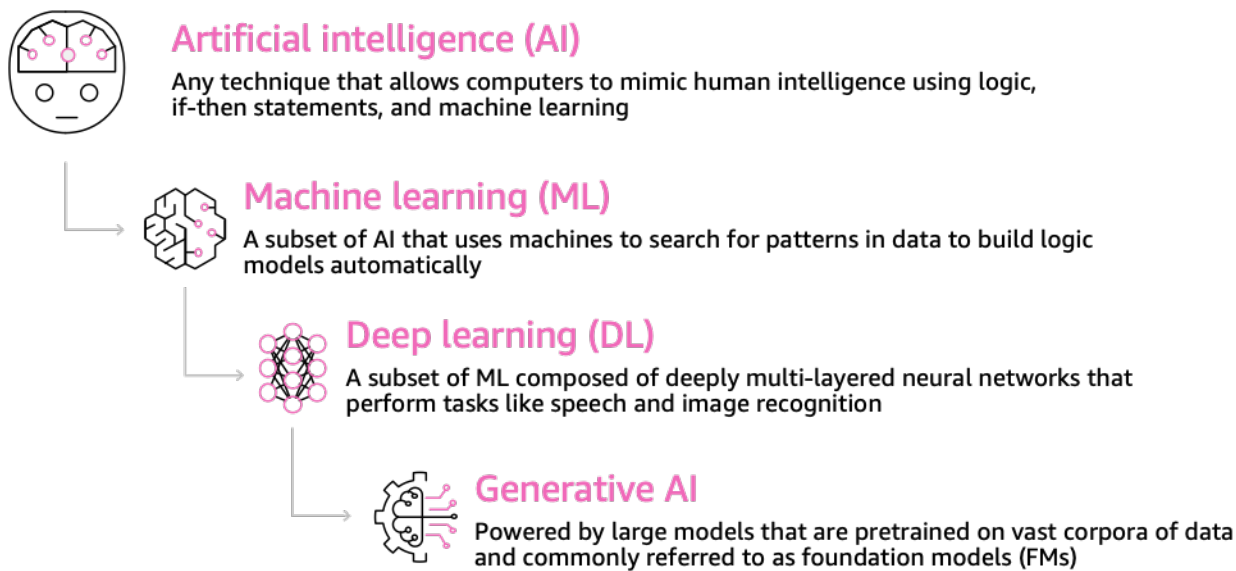 Artificial intelligence (AI)
Any technique that allows computers to mimic human intelligence using logic,
if-then statements, and machine learning
Machine learning (ML)
A subset of AI that uses machines to search for patterns in data to build logic
models automatically
Deep learning (DL)
A subset of ML composed of deeply multi-layered neural networks that
perform tasks like speech and image recognition
Generative AI
Powered by large models that are pretrained on vast corpora of data
and commonly referred to as foundation models (FMs)